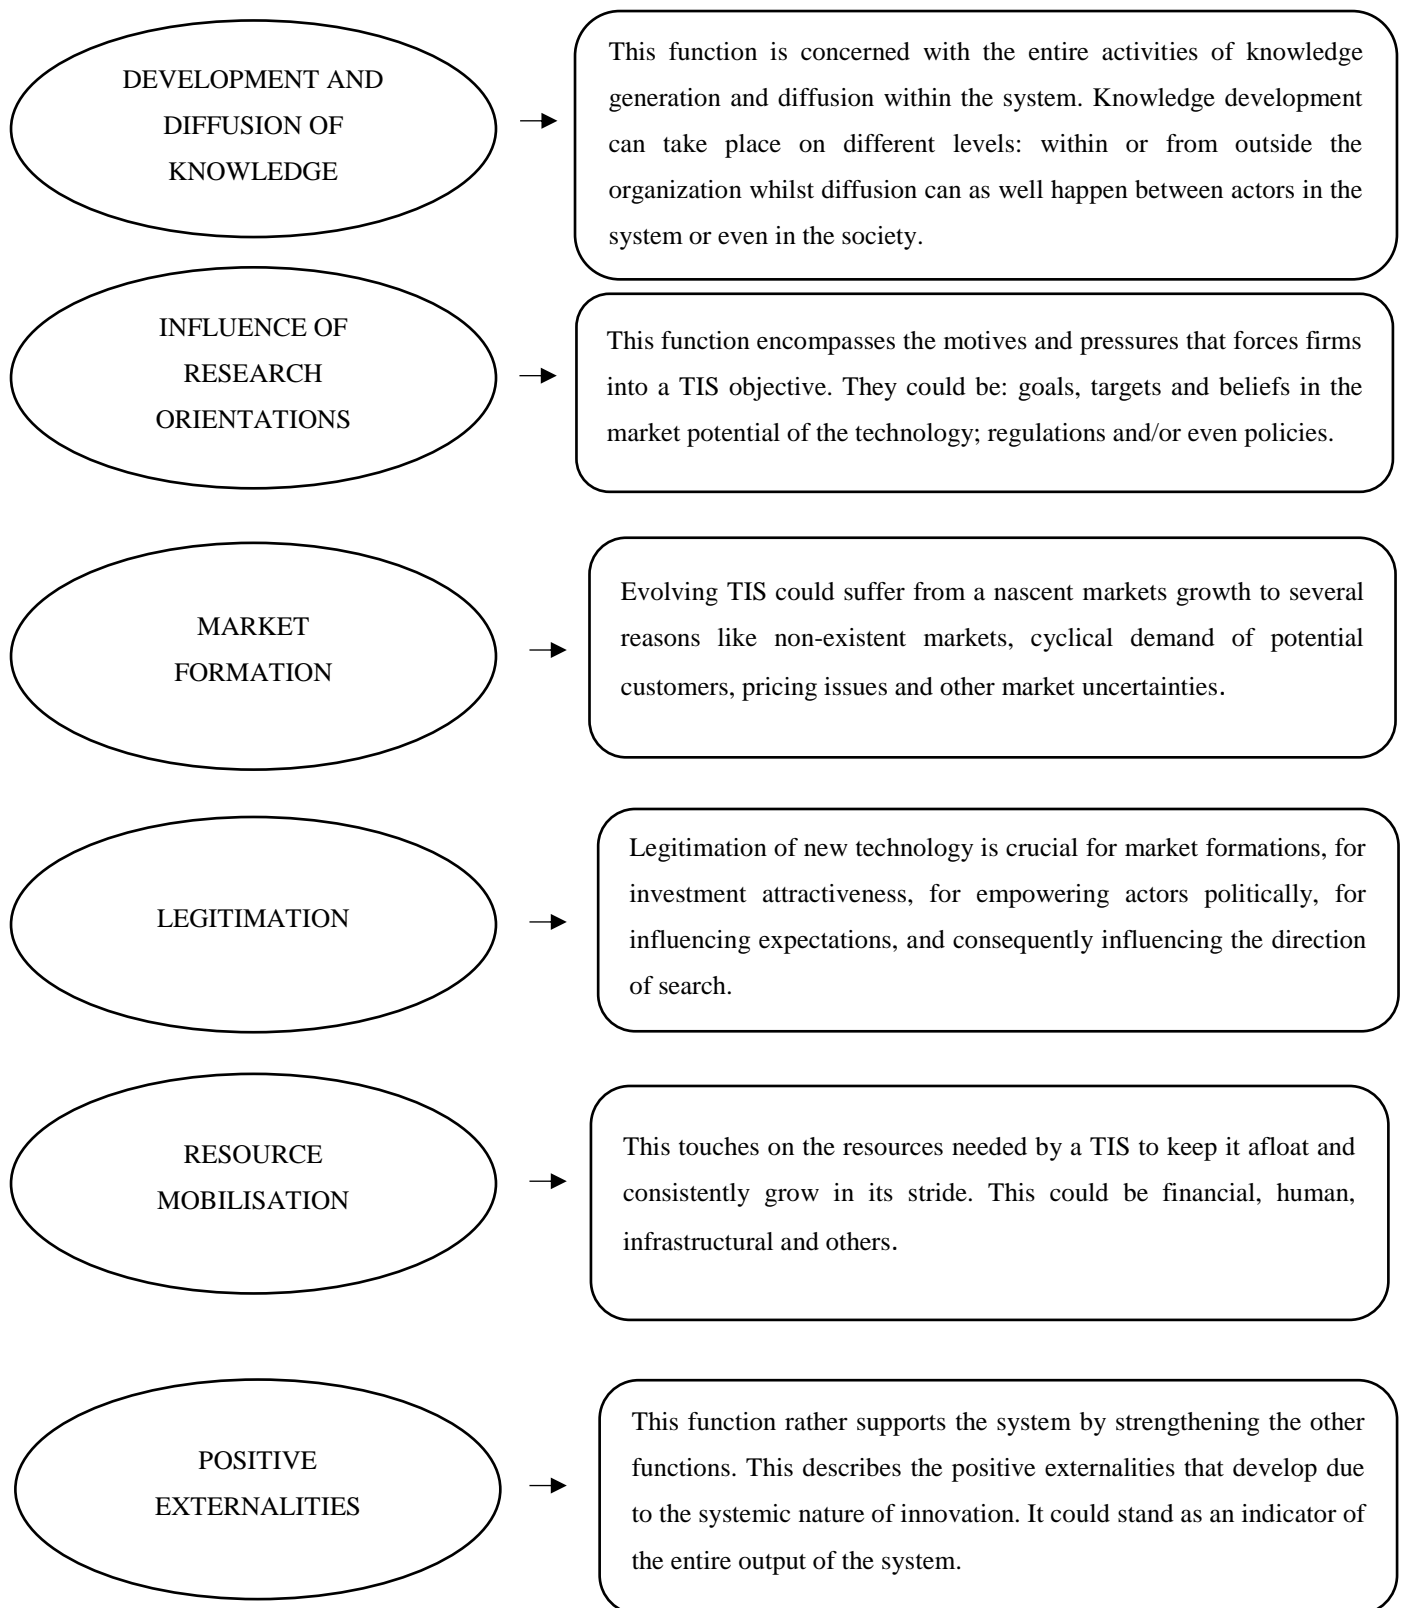 DEVELOPMENT AND
DIFFUSION OF
KNOWLEDGE
This function is concerned with the entire activities of knowledge
generation and diffusion within the system. Knowledge development
can take place on different levels: within or from outside the
organization whilst diffusion can as well happen between actors in the
system or even in the society.
INFLUENCE OF
RESEARCH
ORIENTATIONS
This function encompasses the motives and pressures that forces firms
into a TIS objective. They could be: goals, targets and beliefs in the
market potential of the technology; regulations and/or even policies.
MARKET
FORMATION
Evolving TIS could suffer from a nascent markets growth to several
reasons like non-existent markets, cyclical demand of potential
customers, pricing issues and other market uncertainties.
LEGITIMATION
Legitimation of new technology is crucial for market formations, for
investment attractiveness, for empowering actors politically, for
influencing expectations, and consequently influencing the direction
of search.
RESOURCE
MOBILISATION
This touches on the resources needed by a TIS to keep it afloat and
consistently grow in its stride. This could be financial, human,
infrastructural and others.
POSITIVE
EXTERNALITIES
This function rather supports the system by strengthening the other
functions. This describes the positive externalities that develop due
to the systemic nature of innovation. It could stand as an indicator of
the entire output of the system.